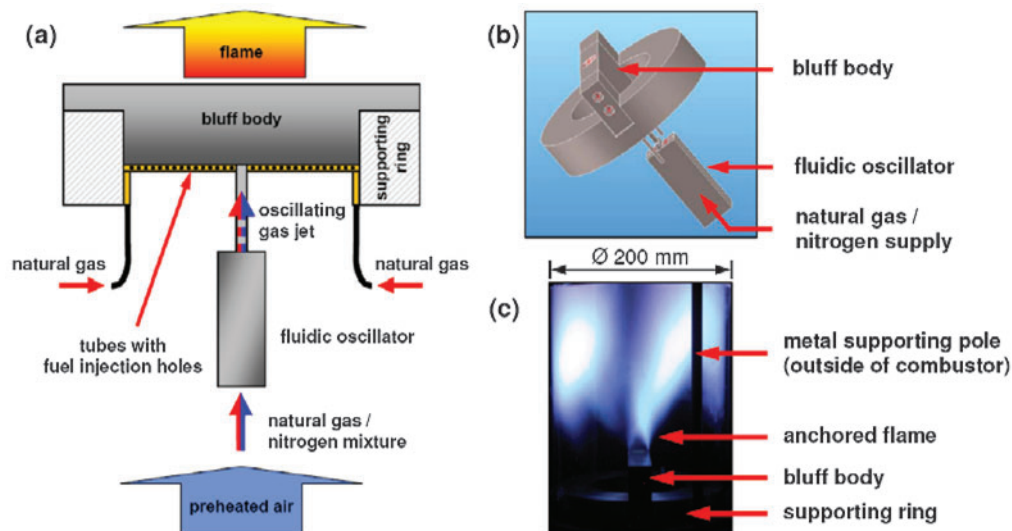 (a)
flame
bluff body
supporting
ring
oscillating
gas jet
natural gas
natural gas
fluidic oscillator
tubes with
fuel injection holes
natural gas /
nitrogen mixture
preheated air
(b)
bluff body
fluidic oscillator
natural gas /
nitrogen supply
Ø 200 mm
(c)
metal supporting pole
(outside of combustor)
anchored flame
bluff body
supporting ring